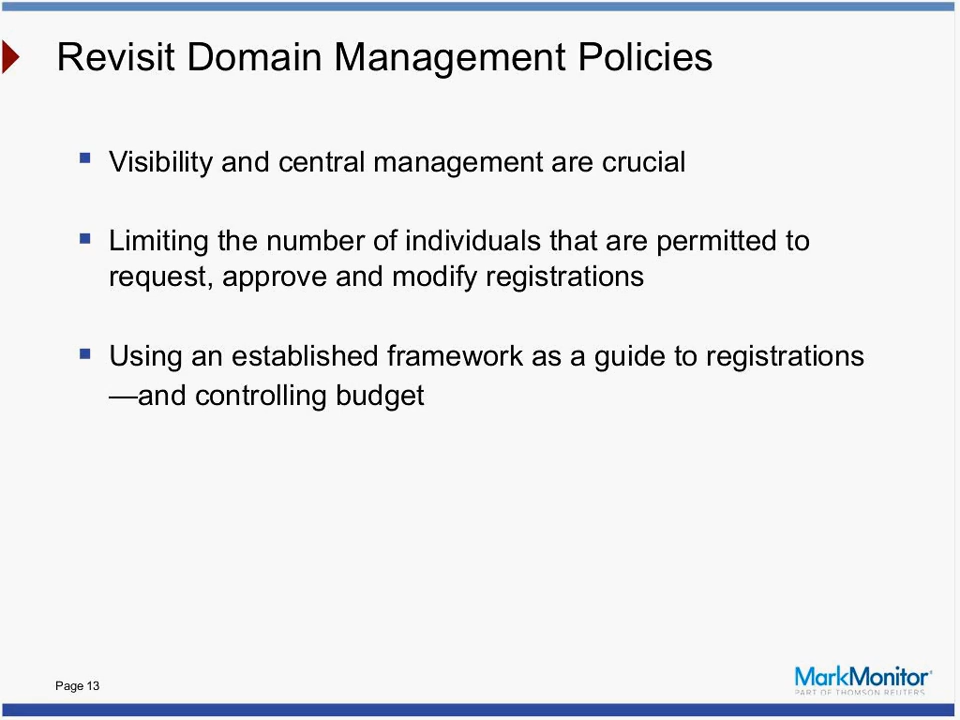 Revisit Domain Management Policies
Visibility and central management are crucial
Limiting the number of individuals that are permitted to
request, approve and modify registrations
Using an established framework as a guide to registrations
—and controlling budget
Page 13
MarkMonitor®
PART OF THOMSON REUTERS